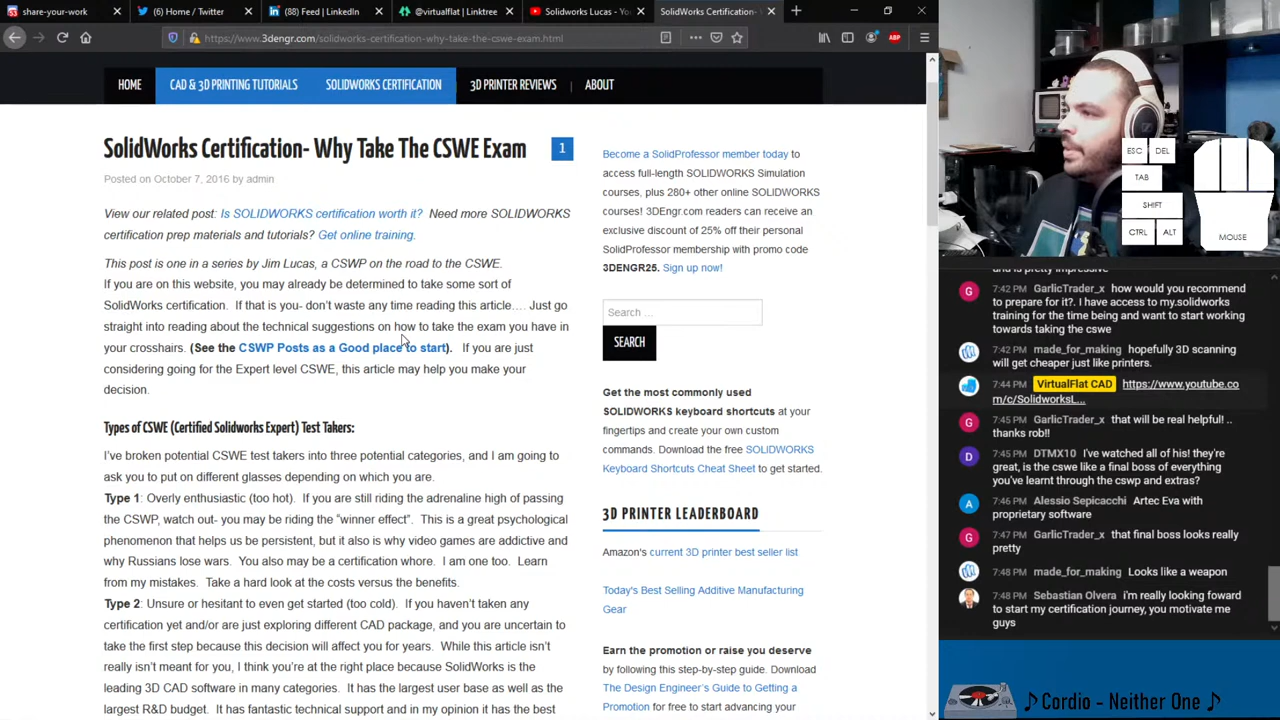 share-your-work
(6) Home / Twitter
(88) Feed | LinkedIn
@virtualflat | Linktree
Solidworks Lucas - YouT
SolidWorks Certification-
https://www.3dengr.com/solidworks-certification-why-take-the-cswe-exam.html
ABP
HOME
CAD & 3D PRINTING TUTORIALS
SOLIDWORKS CERTIFICATION
3D PRINTER REVIEWS
ABOUT
SolidWorks Certification- Why Take The CSWE Exam
1
Posted on October 7, 2016 by admin
View our related post: Is SOLIDWORKS certification worth it? Need more SOLIDWORKS
certification prep materials and tutorials? Get online training.
This post is one in a series by Jim Lucas, a CSWP on the road to the CSWE.
If you are on this website, you may already be determined to take some sort of
SolidWorks certification. If that is you- don't waste any time reading this article…. Just go
straight into reading about the technical suggestions on how to take the exam you have in
your crosshairs. (See the CSWP Posts as a Good place to start). If you are just
considering going for the Expert level CSWE, this article may help you make your
decision.
Types of CSWE (Certified Solidworks Expert) Test Takers:
I've broken potential CSWE test takers into three potential categories, and I am going to
ask you to put on different glasses depending on which you are.
Type 1: Overly enthusiastic (too hot). If you are still riding the adrenaline high of passing
the CSWP, watch out- you may be riding the "winner effect". This is a great psychological
phenomenon that helps us be persistent, but it also is why video games are addictive and
why Russians lose wars. You also may be a certification whore. I am one too. Learn
from my mistakes. Take a hard look at the costs versus the benefits.
Type 2: Unsure or hesitant to even get started (too cold). If you haven't taken any
certification yet and/or are just exploring different CAD package, and you are uncertain to
take the first step because this decision will affect you for years. While this article isn't
really isn't meant for you, I think you're at the right place because SolidWorks is the
leading 3D CAD software in many categories. It has the largest user base as well as the
largest R&D budget. It has fantastic technical support and in my opinion it has the best
Become a SolidProfessor member today to
access full-length SOLIDWORKS Simulation
courses, plus 280+ other online SOLIDWORKS
courses! 3DEngr.com readers can receive an
exclusive discount of 25% off their personal
SolidProfessor membership with promo code
3DENGR25. Sign up now!
Search …
SEARCH
Get the most commonly used
SOLIDWORKS keyboard shortcuts at your
fingertips and create your own custom
commands. Download the free SOLIDWORKS
Keyboard Shortcuts Cheat Sheet to get started.
3D PRINTER LEADERBOARD
Amazon's current 3D printer best seller list
Today's Best Selling Additive Manufacturing
Gear
Earn the promotion or raise you deserve
by following this step-by-step guide. Download
The Design Engineer's Guide to Getting a
Promotion for free to start advancing your
ESC
DEL
TAB
SHIFT
CTRL
ALT
MOUSE
and is pretty impressive
7:42 PM GarlicTrader_x how would you recommend
to prepare for it?. I have access to my.solidworks
training for the time being and want to start working
towards taking the cswe
7:42 PM made_for_making hopefully 3D scanning
will get cheaper just like printers.
7:44 PM VirtualFlat CAD https://www.youtube.co
m/c/SolidworksL...
7:45 PM GarlicTrader_x that will be real helpful! ..
thanks rob!!
7:45 PM DTMX10 I've watched all of his! they're
great, is the cswe like a final boss of everything
you've learnt through the cswp and extras?
7:46 PM Alessio Sepicacchi Artec Eva with
proprietary software
7:47 PM GarlicTrader_x that final boss looks really
pretty
7:48 PM made_for_making Looks like a weapon
7:48 PM Sebastian Olvera i'm really looking foward
to start my certification journey, you motivate me
guys
♪ Cordio - Neither One ♪